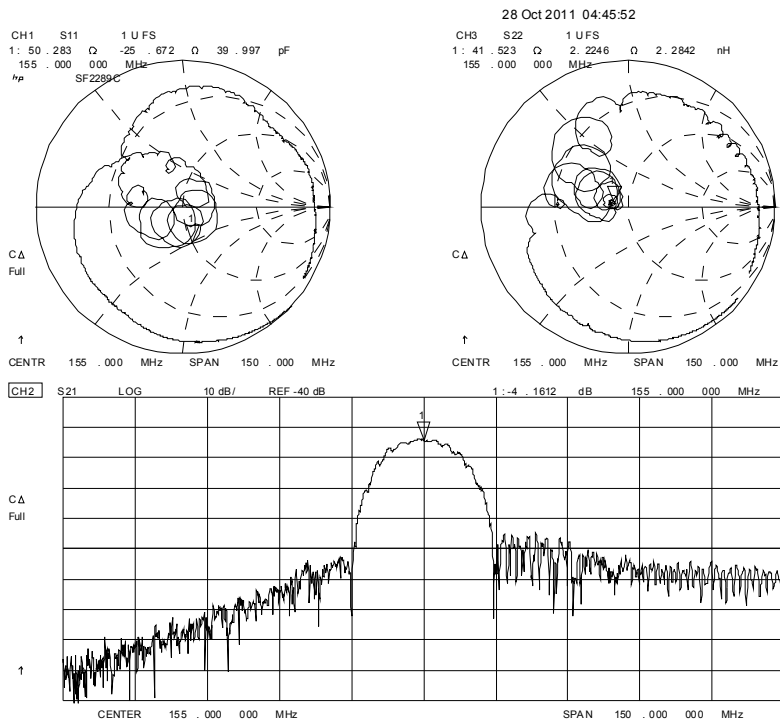 28 Oct 2011 04:45:52
CH1 S11 1 U FS
1: 50 .283 Ω -25 .672 Ω 39 .997 pF
155 .000 000 MHz
hp SF2289C
1
C Δ
Full
↑
CENTR 155 .000 MHz SPAN 150 .000 MHz
CH3 S22 1 U FS
1: 41 .523 Ω 2 .2246 Ω 2 .2842 nH
155 .000 000 MHz
C Δ
Full
↑
CENTR 155 .000 MHz SPAN 150 .000 MHz
CH2 S21 LOG 10 dB/ REF -40 dB 1 :-4 .1612 dB 155 .000 000 MHz
1
C Δ
Full
↑
CENTER 155 .000 000 MHz SPAN 150 .000 000 MHz